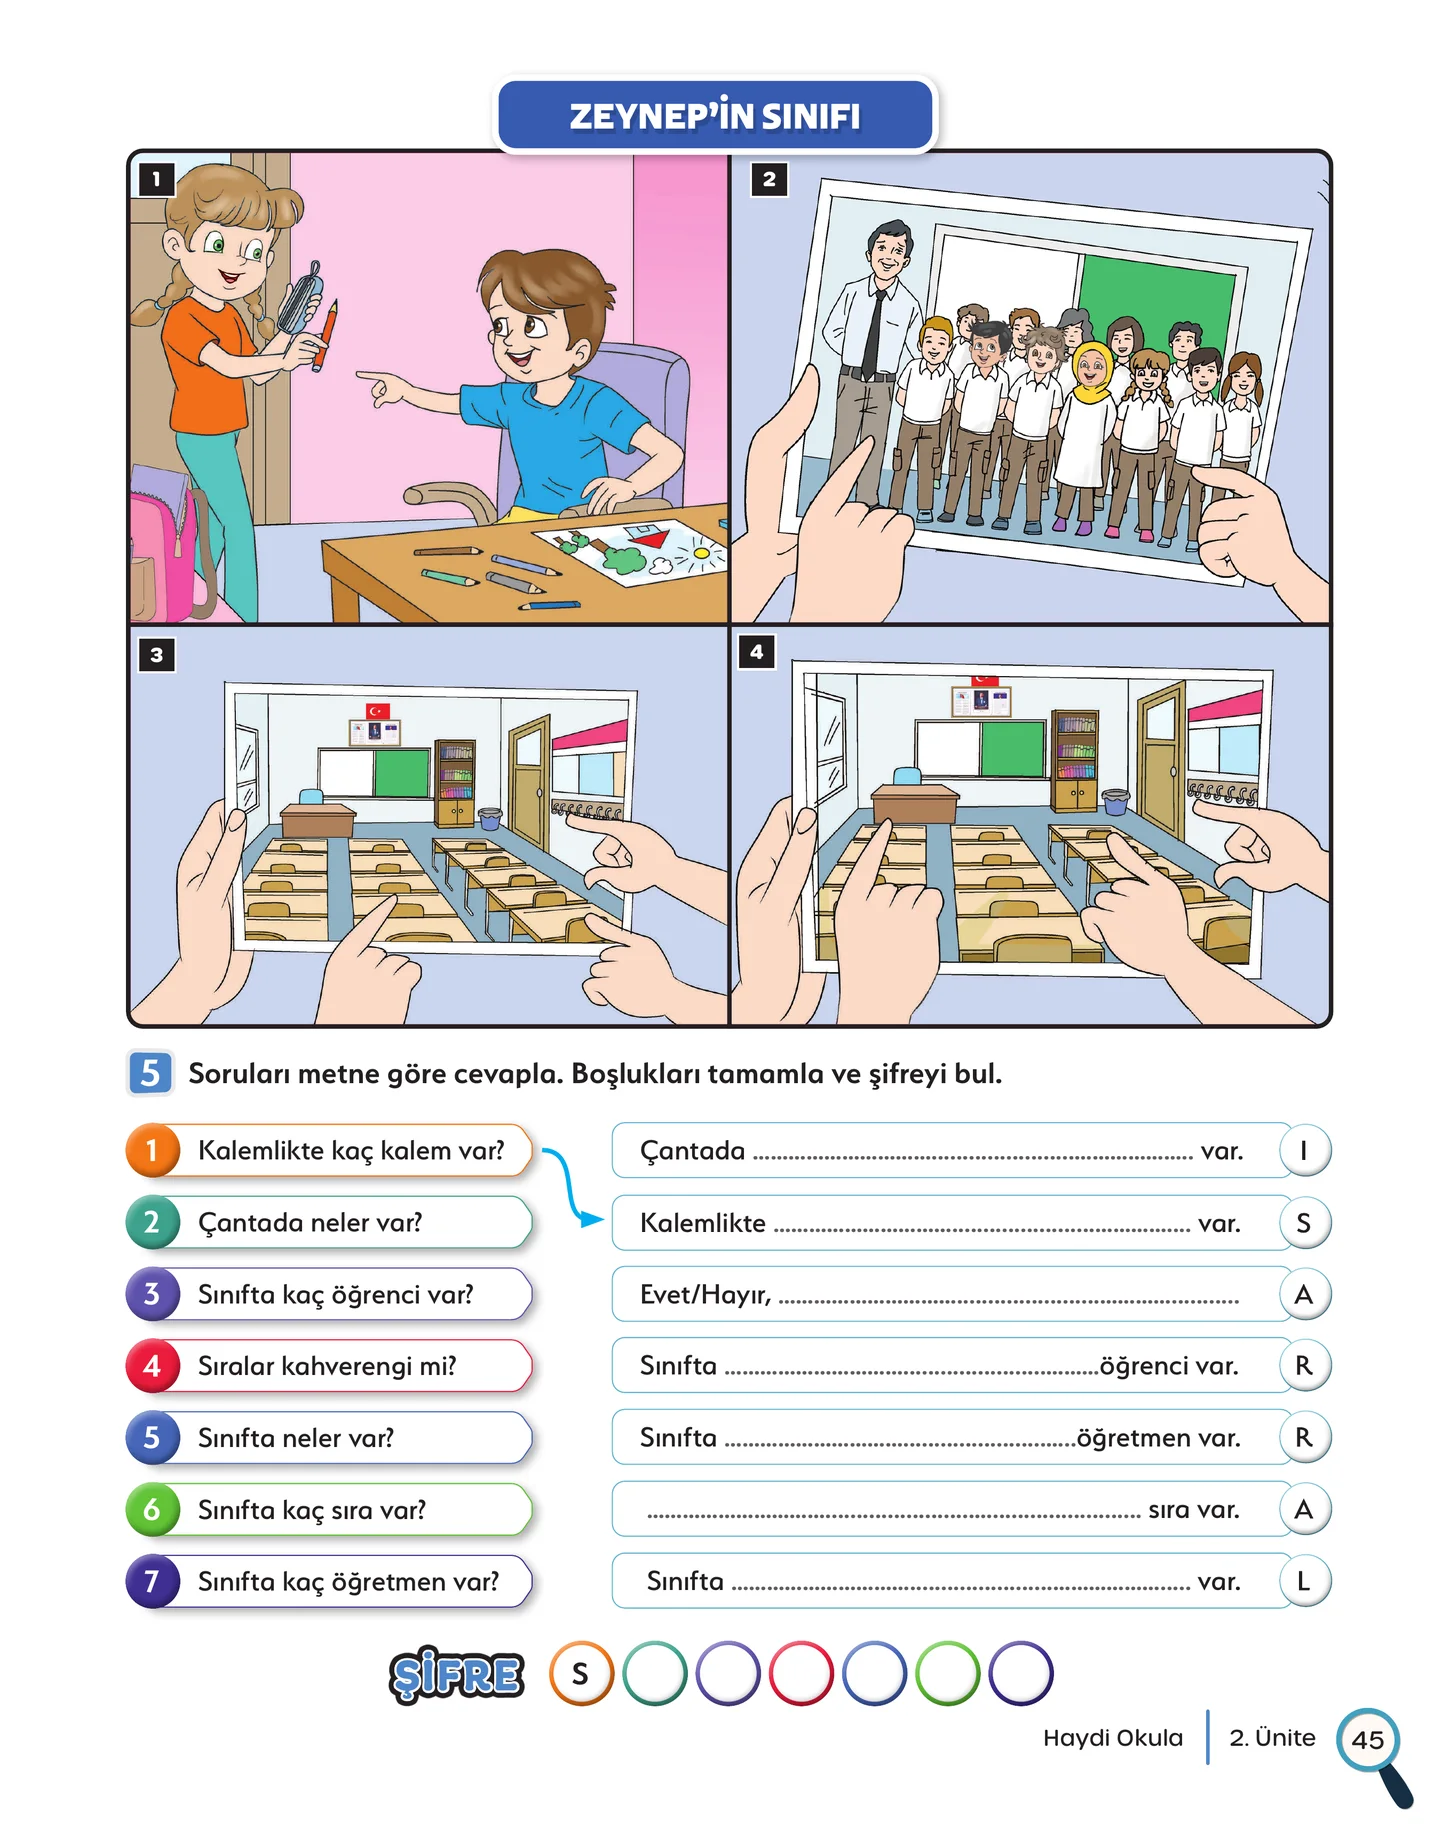 ZEYNEP’İN SINIFI
1
2
3
4
5 Soruları metne göre cevapla. Boşlukları tamamla ve şifreyi bul.
1 Kalemlikte kaç kalem var?
Çantada ........................................ var. I
2 Çantada neler var?
Kalemlikte ........................................ var. S
3 Sınıfta kaç öğrenci var?
Evet/Hayır, ........................................ A
4 Sıralar kahverengi mi?
Sınıfta ........................................öğrenci var. R
5 Sınıfta neler var?
Sınıfta ........................................öğretmen var. R
6 Sınıfta kaç sıra var?
........................................ sıra var. A
7 Sınıfta kaç öğretmen var?
Sınıfta ........................................ var. L
ŞİFRE S
Haydi Okula 2. Ünite 45